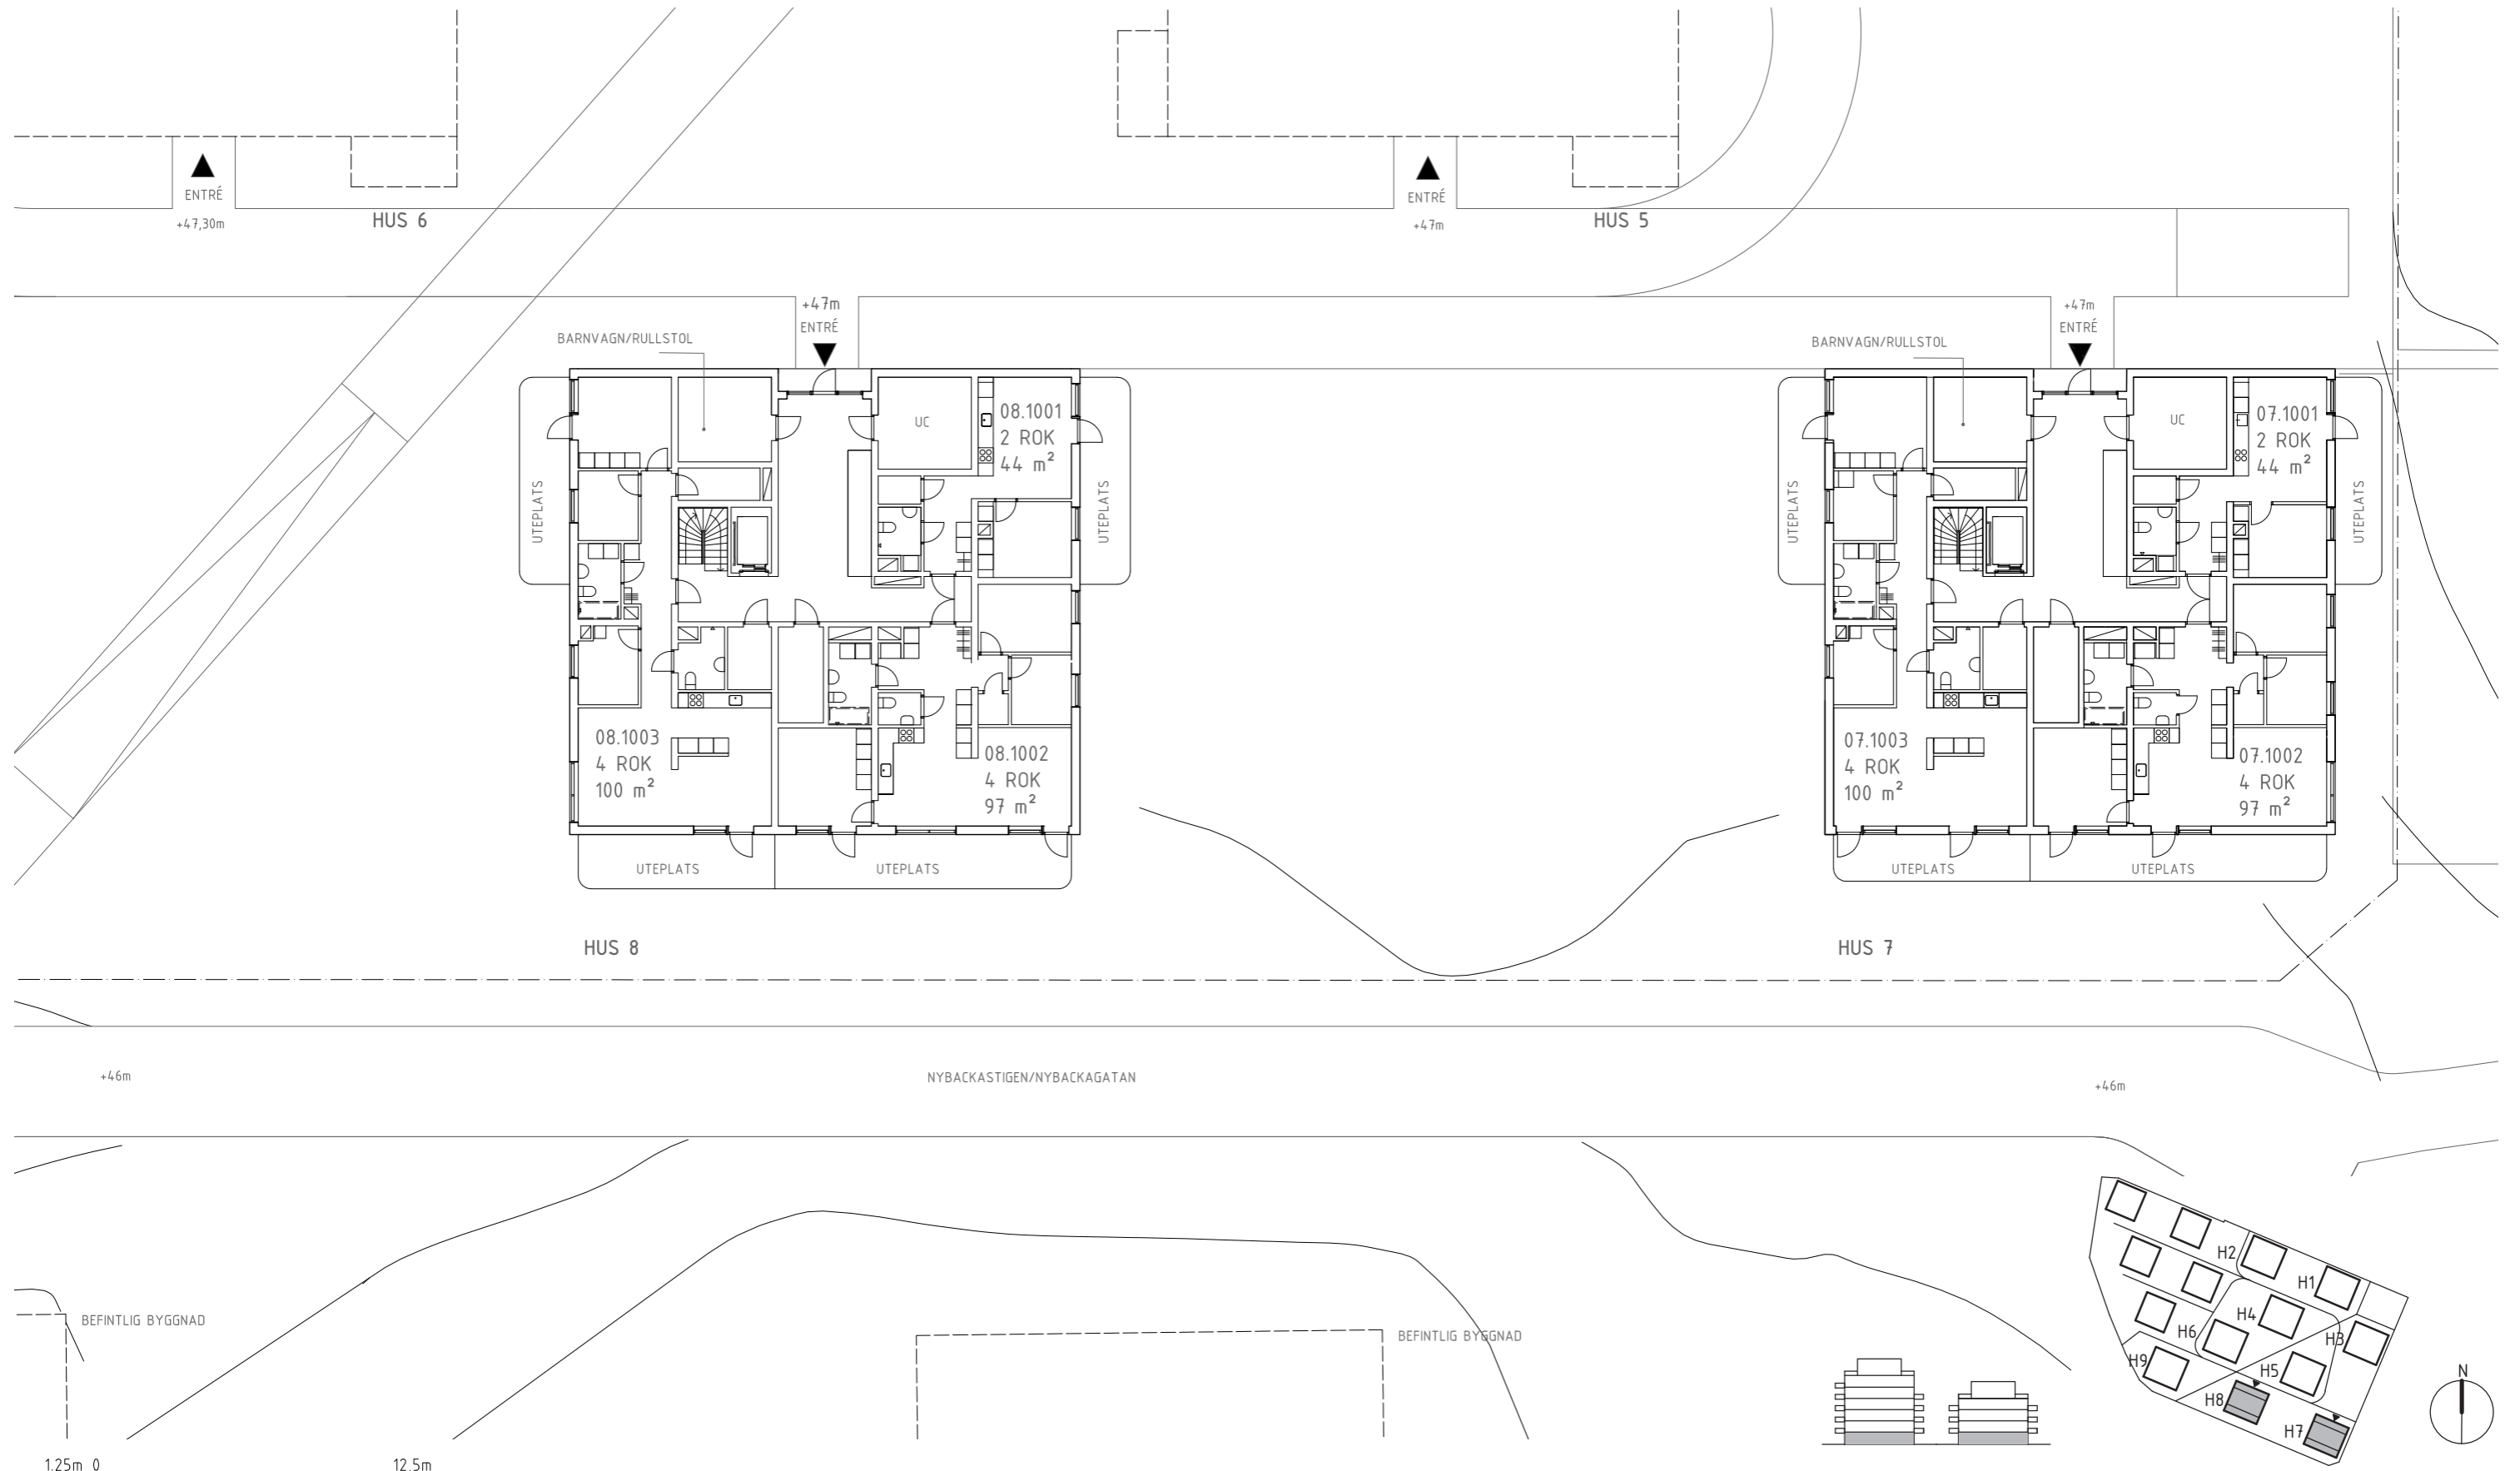 ENTRÉ
+47,30m
HUS 6
ENTRÉ
+47m
HUS 5
+47m
ENTRÉ
BARNVAGN/RULLSTOL
+47m
ENTRÉ
BARNVAGN/RULLSTOL
UTEPLATS
UC
08.1001
2 ROK
44 m²
UTEPLATS
08.1003
4 ROK
100 m²
08.1002
4 ROK
97 m²
UTEPLATS
UTEPLATS
HUS 8
UTEPLATS
UC
07.1001
2 ROK
44 m²
UTEPLATS
07.1003
4 ROK
100 m²
07.1002
4 ROK
97 m²
UTEPLATS
UTEPLATS
HUS 7
+46m
NYBACKASTIGEN/NYBACKAGATAN
+46m
BEFINTLIG BYGGNAD
BEFINTLIG BYGGNAD
H2
H1
H4
H6
H3
H9
H5
H8
H7
N
1.25m 0
12.5m